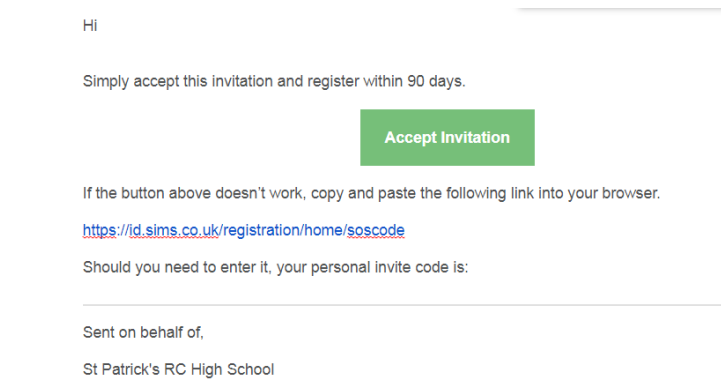 Hi
Simply accept this invitation and register within 90 days.
Accept Invitation
If the button above doesn't work, copy and paste the following link into your browser.
https://id.sims.co.uk/registration/home/soscode
Should you need to enter it, your personal invite code is:
Sent on behalf of,
St Patrick's RC High School